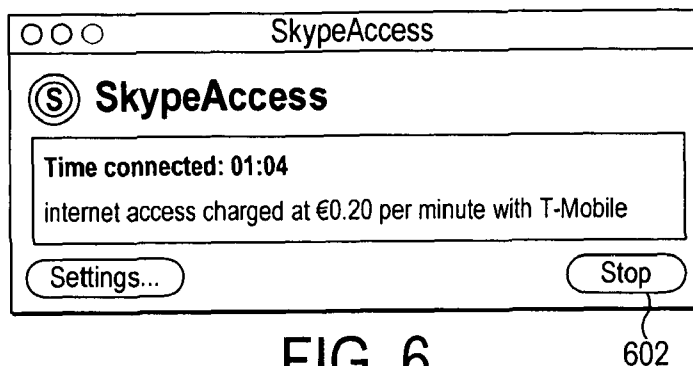 SkypeAccess
S SkypeAccess
Time connected: 01:04
internet access charged at €0.20 per minute with T-Mobile
Settings...
Stop
FIG. 6
602